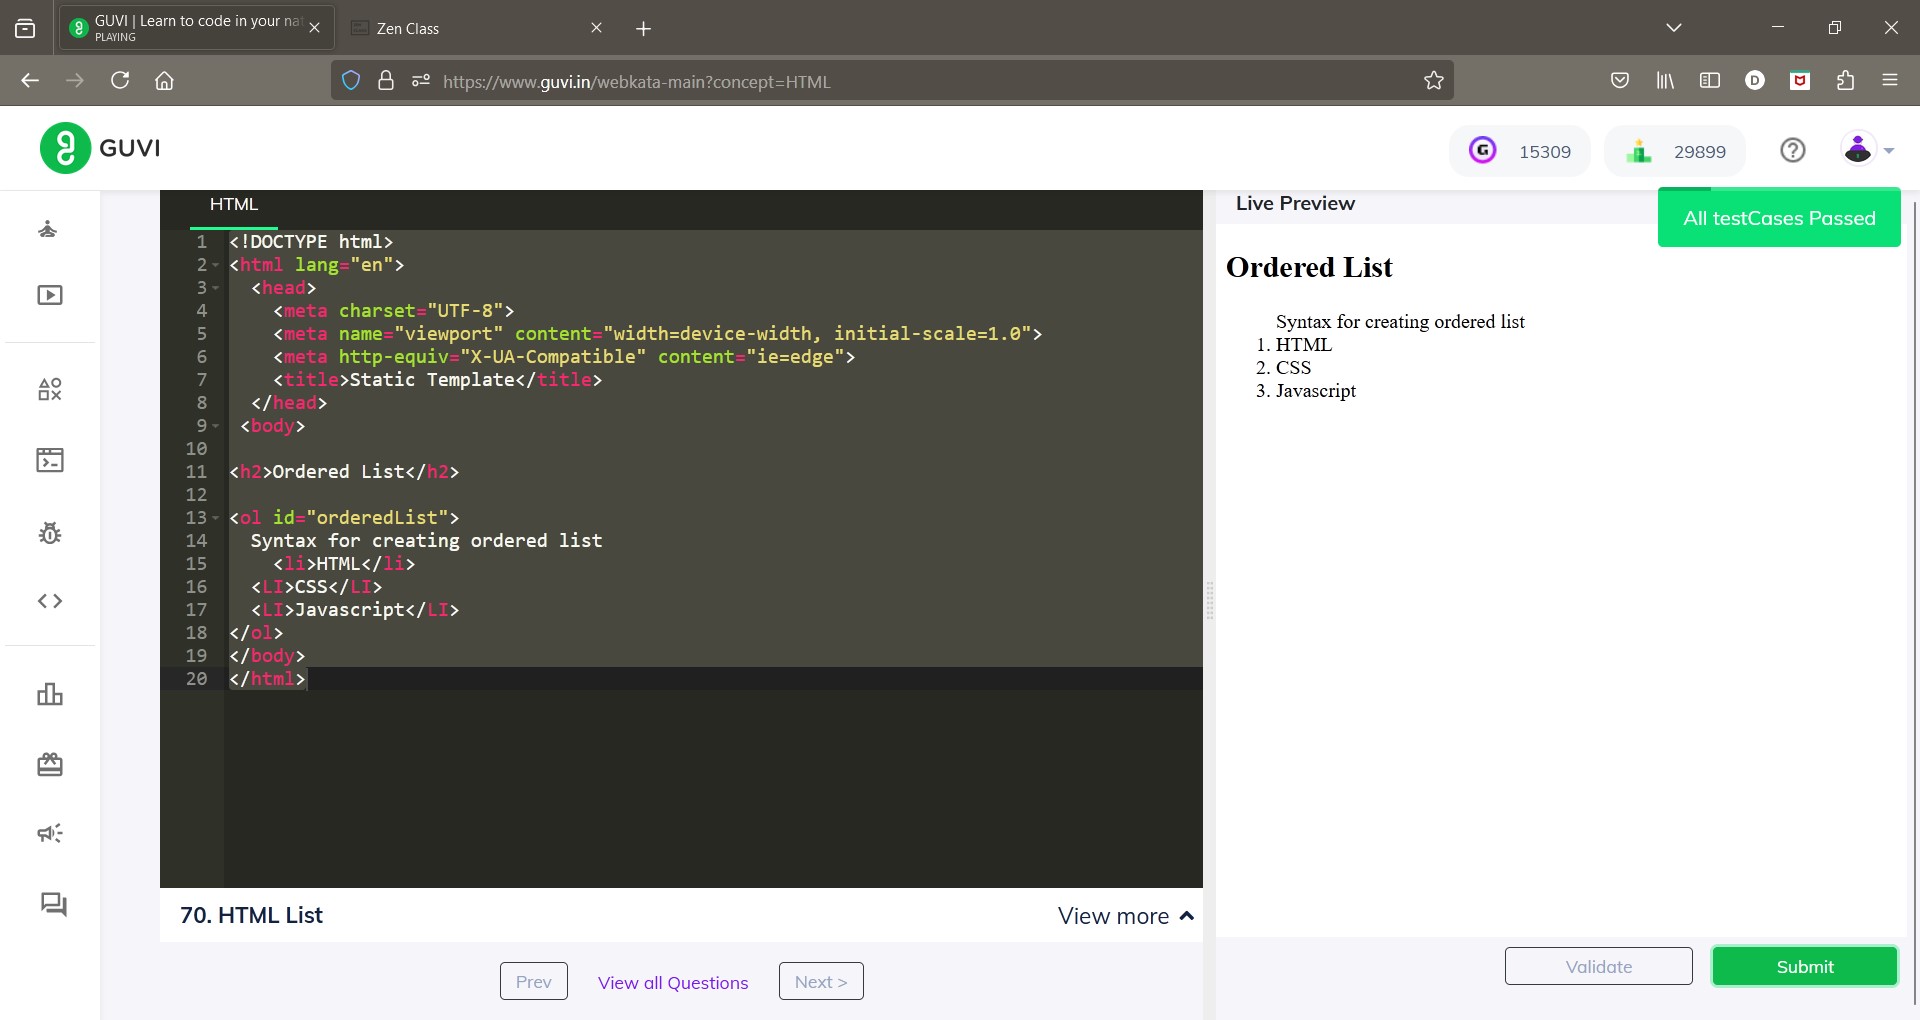 GUVI | Learn to code in your nat
PLAYING
Zen Class
https://www.guvi.in/webkata-main?concept=HTML
GUVI
15309
29899
HTML
Live Preview
All testCases Passed
1 <!DOCTYPE html>
2 <html lang="en">
3 <head>
4 <meta charset="UTF-8">
5 <meta name="viewport" content="width=device-width, initial-scale=1.0">
6 <meta http-equiv="X-UA-Compatible" content="ie=edge">
7 <title>Static Template</title>
8 </head>
9 <body>
10
11 <h2>Ordered List</h2>
12
13 <ol id="orderedList">
14 Syntax for creating ordered list
15 <li>HTML</li>
16 <LI>CSS</LI>
17 <LI>Javascript</LI>
18 </ol>
19 </body>
20 </html>
Ordered List
Syntax for creating ordered list
1. HTML
2. CSS
3. Javascript
70. HTML List
View more
Prev
View all Questions
Next >
Validate
Submit